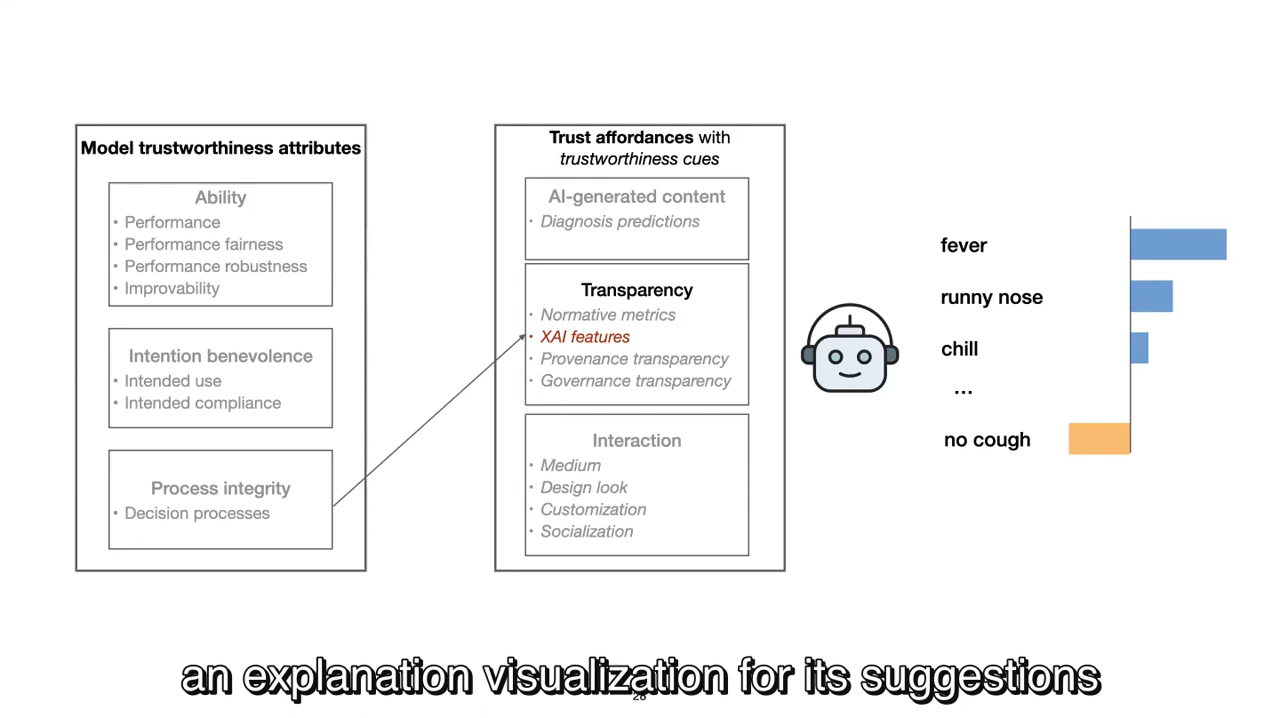 Model trustworthiness attributes
Ability
• Performance
• Performance fairness
• Performance robustness
• Improvability
Intention benevolence
• Intended use
• Intended compliance
Process integrity
• Decision processes
Trust affordances with
trustworthiness cues
AI-generated content
• Diagnosis predictions
Transparency
• Normative metrics
• XAI features
• Provenance transparency
• Governance transparency
Interaction
• Medium
• Design look
• Customization
• Socialization
fever
runny nose
chill
...
no cough
an explanation visualization for its suggestions